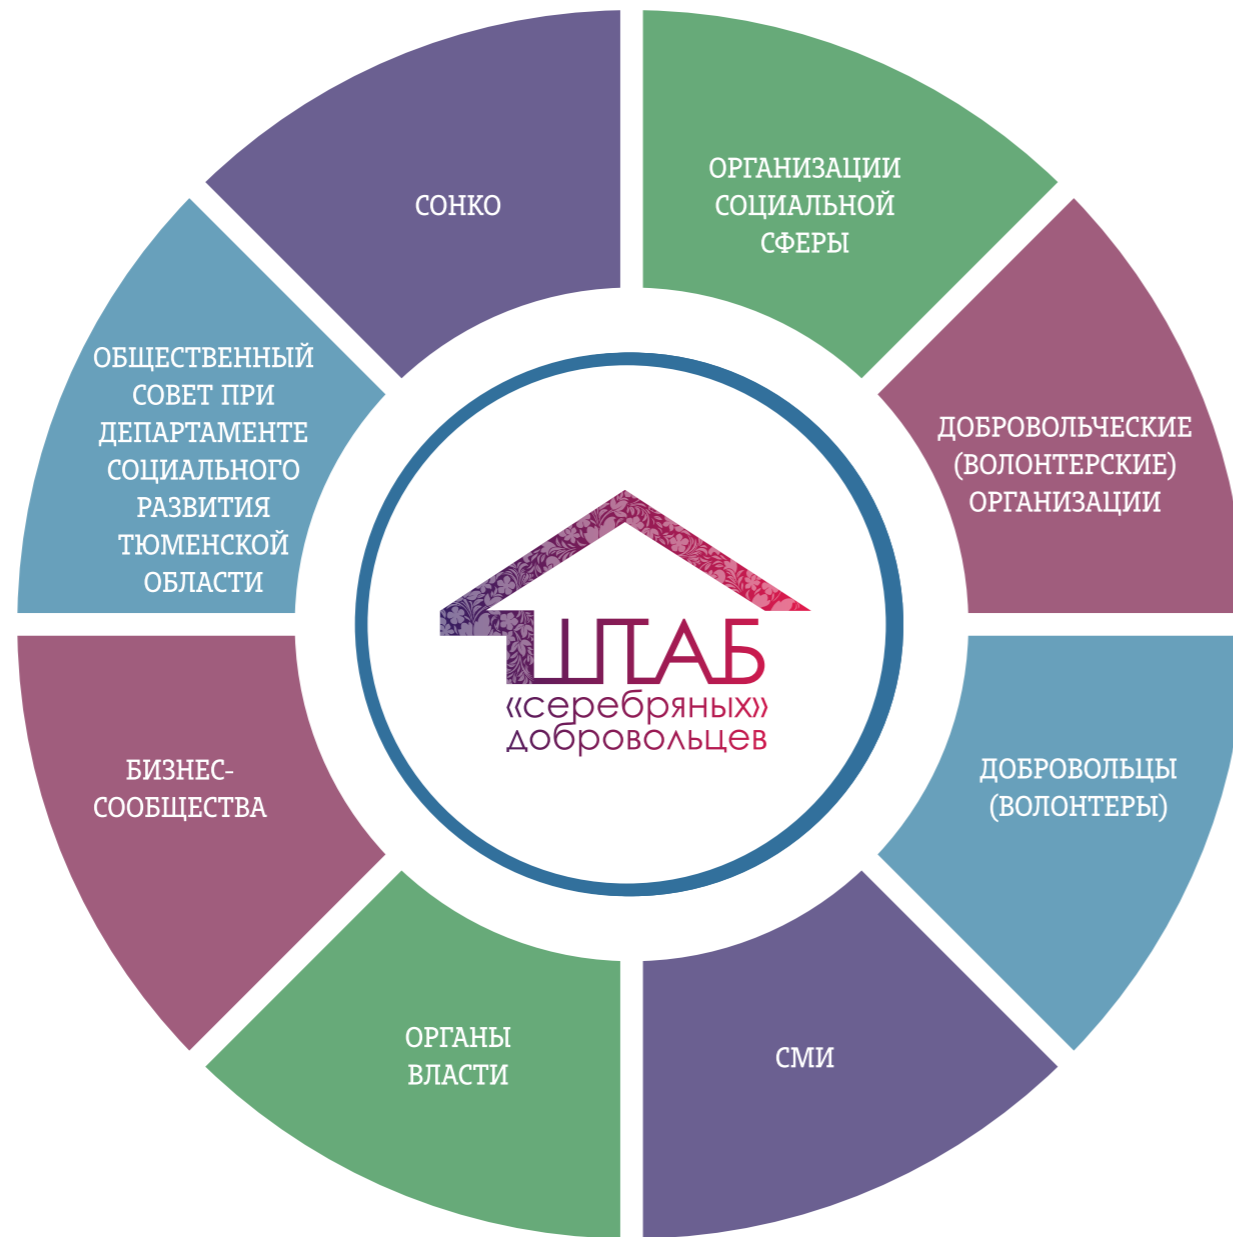 СОНКО
ОРГАНИЗАЦИИ
СОЦИАЛЬНОЙ
СФЕРЫ
ОБЩЕСТВЕННЫЙ
СОВЕТ ПРИ
ДЕПАРТАМЕНТЕ
СОЦИАЛЬНОГО
РАЗВИТИЯ
ТЮМЕНСКОЙ
ОБЛАСТИ
ДОБРОВОЛЬЧЕСКИЕ
(ВОЛОНТЕРСКИЕ)
ОРГАНИЗАЦИИ
ШТАБ
«серебряных»
добровольцев
БИЗНЕС-
СООБЩЕСТВА
ДОБРОВОЛЬЦЫ
(ВОЛОНТЕРЫ)
ОРГАНЫ
ВЛАСТИ
СМИ